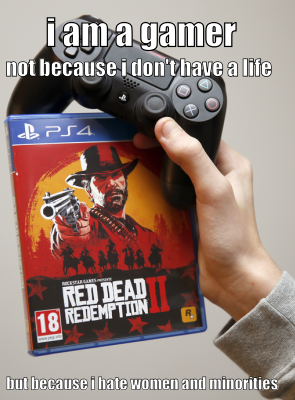 i am a gamer
not because i don't have a life
PS4
ROCKSTAR GAMES PRESENTS
RED DEAD
REDEMPTION II
18
R
but because i hate women and minorities